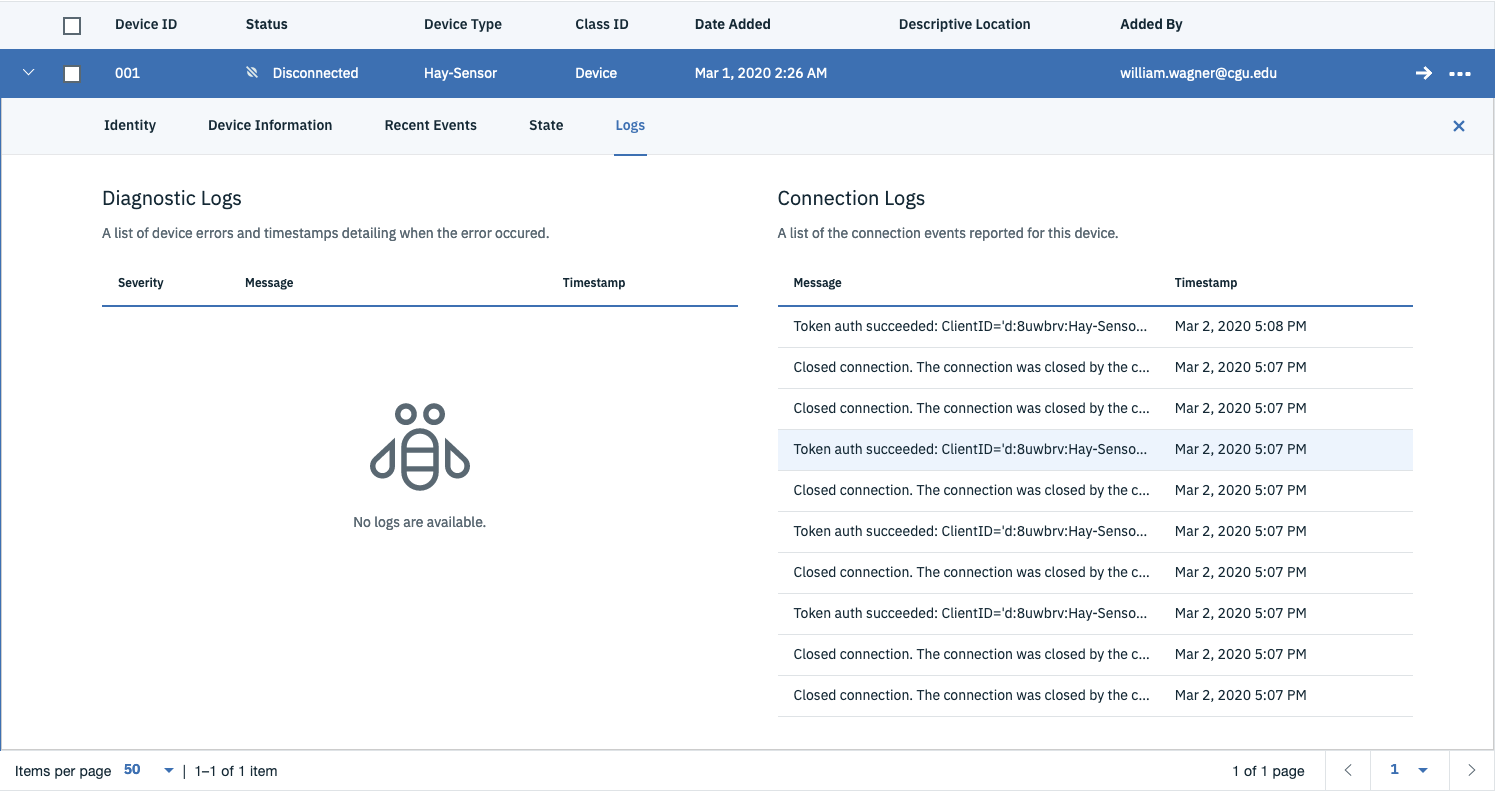 Device ID Status Device Type Class ID Date Added Descriptive Location Added By
001 Disconnected Hay-Sensor Device Mar 1, 2020 2:26 AM william.wagner@cgu.edu
Identity Device Information Recent Events State Logs
Diagnostic Logs
A list of device errors and timestamps detailing when the error occured.
Severity Message Timestamp
No logs are available.
Connection Logs
A list of the connection events reported for this device.
Message Timestamp
Token auth succeeded: ClientID='d:8uwbrv:Hay-Senso... Mar 2, 2020 5:08 PM
Closed connection. The connection was closed by the c... Mar 2, 2020 5:07 PM
Closed connection. The connection was closed by the c... Mar 2, 2020 5:07 PM
Token auth succeeded: ClientID='d:8uwbrv:Hay-Senso... Mar 2, 2020 5:07 PM
Closed connection. The connection was closed by the c... Mar 2, 2020 5:07 PM
Token auth succeeded: ClientID='d:8uwbrv:Hay-Senso... Mar 2, 2020 5:07 PM
Closed connection. The connection was closed by the c... Mar 2, 2020 5:07 PM
Token auth succeeded: ClientID='d:8uwbrv:Hay-Senso... Mar 2, 2020 5:07 PM
Closed connection. The connection was closed by the c... Mar 2, 2020 5:07 PM
Closed connection. The connection was closed by the c... Mar 2, 2020 5:07 PM
Items per page 50 | 1–1 of 1 item 1 of 1 page 1